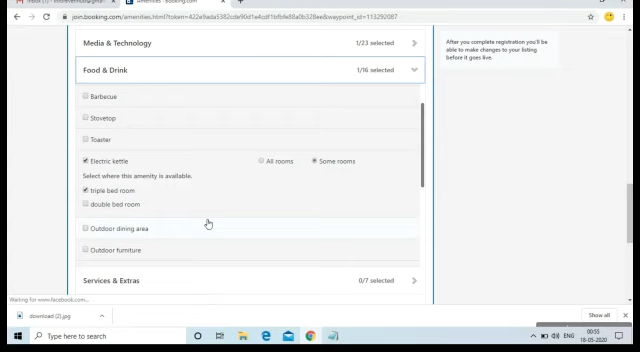 Amenities - Booking.com
join.booking.com/amenities.html?token=422e9ada5382cde90d1e4cdf1bfbfe88a0b328ee&waypoint_id=113292087
Media & Technology 1/23 selected
After you complete registration you'll be
able to make changes to your listing
before it goes live.
Food & Drink 1/16 selected
Barbecue
Stovetop
Toaster
Electric kettle All rooms Some rooms
Select where this amenity is available.
triple bed room
double bed room
Outdoor dining area
Outdoor furniture
Services & Extras 0/7 selected
Waiting for www.facebook.com...
download (2).jpg Show all
Type here to search
ENG 00:55
18-05-2020